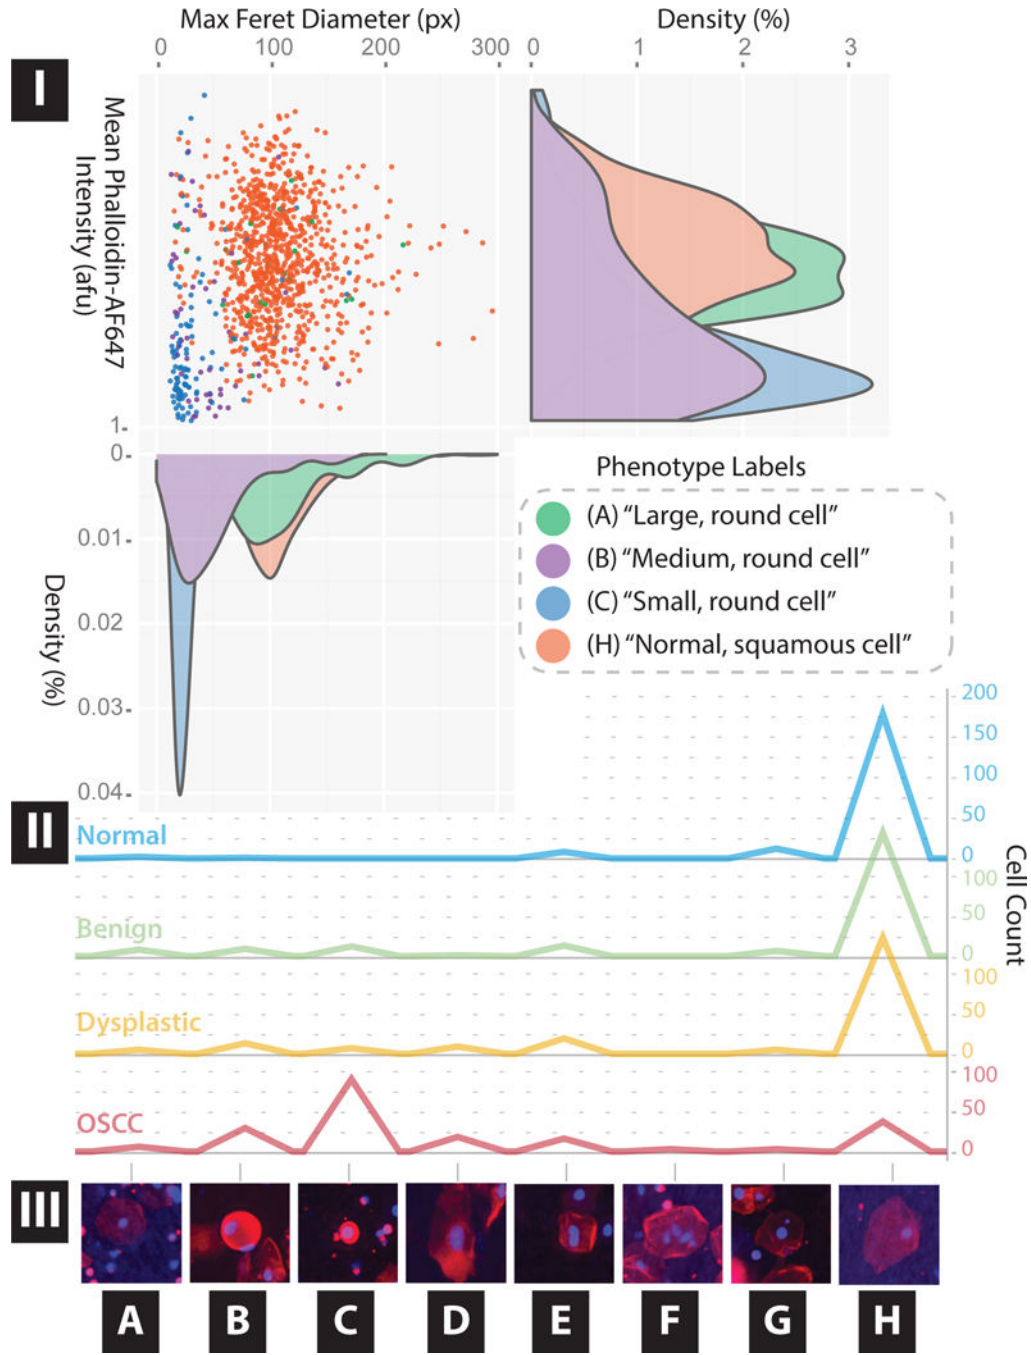 Max Feret Diameter (px)
Density (%)
0 100 200 300
0 1 2 3
I
Mean Phalloidin-AF647
Intensity (afu)
1
0
0.01
0.02
0.03
0.04
Density (%)
Phenotype Labels
(A) “Large, round cell”
(B) “Medium, round cell”
(C) “Small, round cell”
(H) “Normal, squamous cell”
II
Normal
200
150
100
50
0
Benign
100
50
0
Dysplastic
100
50
0
OSCC
100
50
0
Cell Count
III
A B C D E F G H